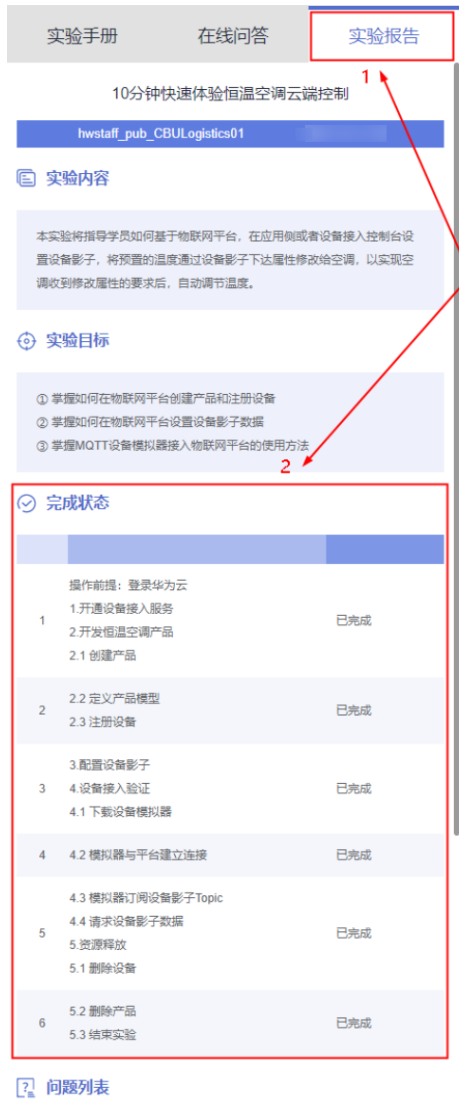 实验手册
在线问答
实验报告
1
10分钟快速体验恒温空调云端控制
hwstaff_pub_CBULogistics01
实验内容
本实验将指导学员如何基于物联网平台，在应用侧或者设备接入控制台设
置设备影子，将预置的温度通过设备影子下达属性修改给空调，以实现空
调收到修改属性的要求后，自动调节温度。
实验目标
① 掌握如何在物联网平台创建产品和注册设备
② 掌握如何在物联网平台设置设备影子数据
③ 掌握MQTT设备模拟器接入物联网平台的使用方法
2
完成状态
操作前提：登录华为云
1.开通设备接入服务
1
已完成
2.开发恒温空调产品
2.1 创建产品
2.2 定义产品模型
2
已完成
2.3 注册设备
3.配置设备影子
3
4.设备接入验证
已完成
4.1 下载设备模拟器
4
4.2 模拟器与平台建立连接
已完成
4.3 模拟器订阅设备影子Topic
4.4 请求设备影子数据
5
已完成
5.资源释放
5.1 删除设备
5.2 删除产品
6
已完成
5.3 结束实验
问题列表